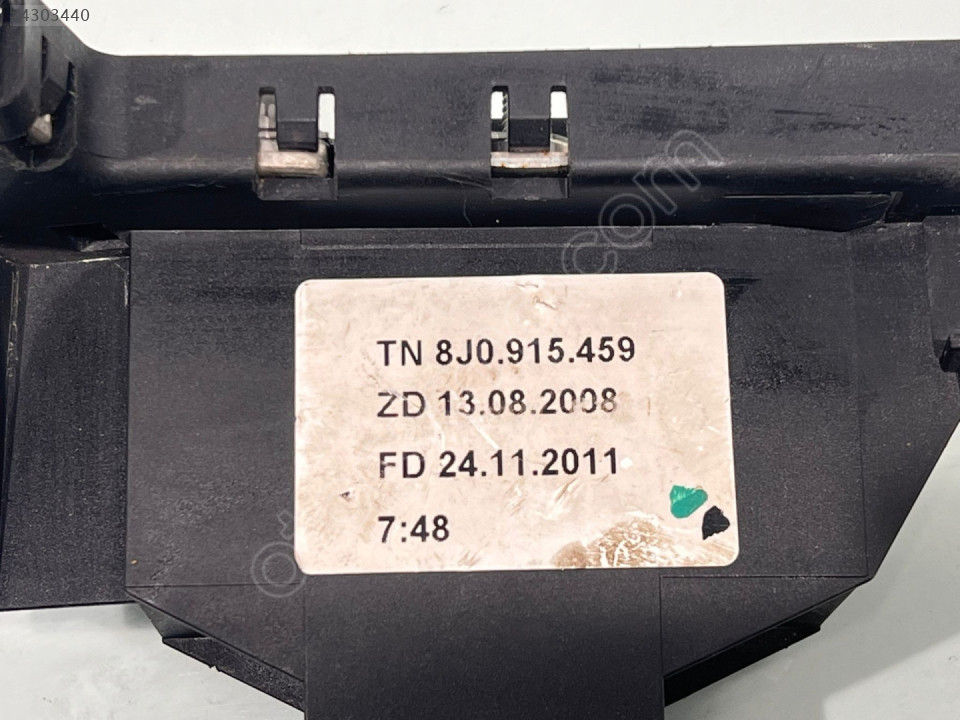 4303440
TN 8J0.915.459
ZD 13.08.2008
FD 24.11.2011
7:48